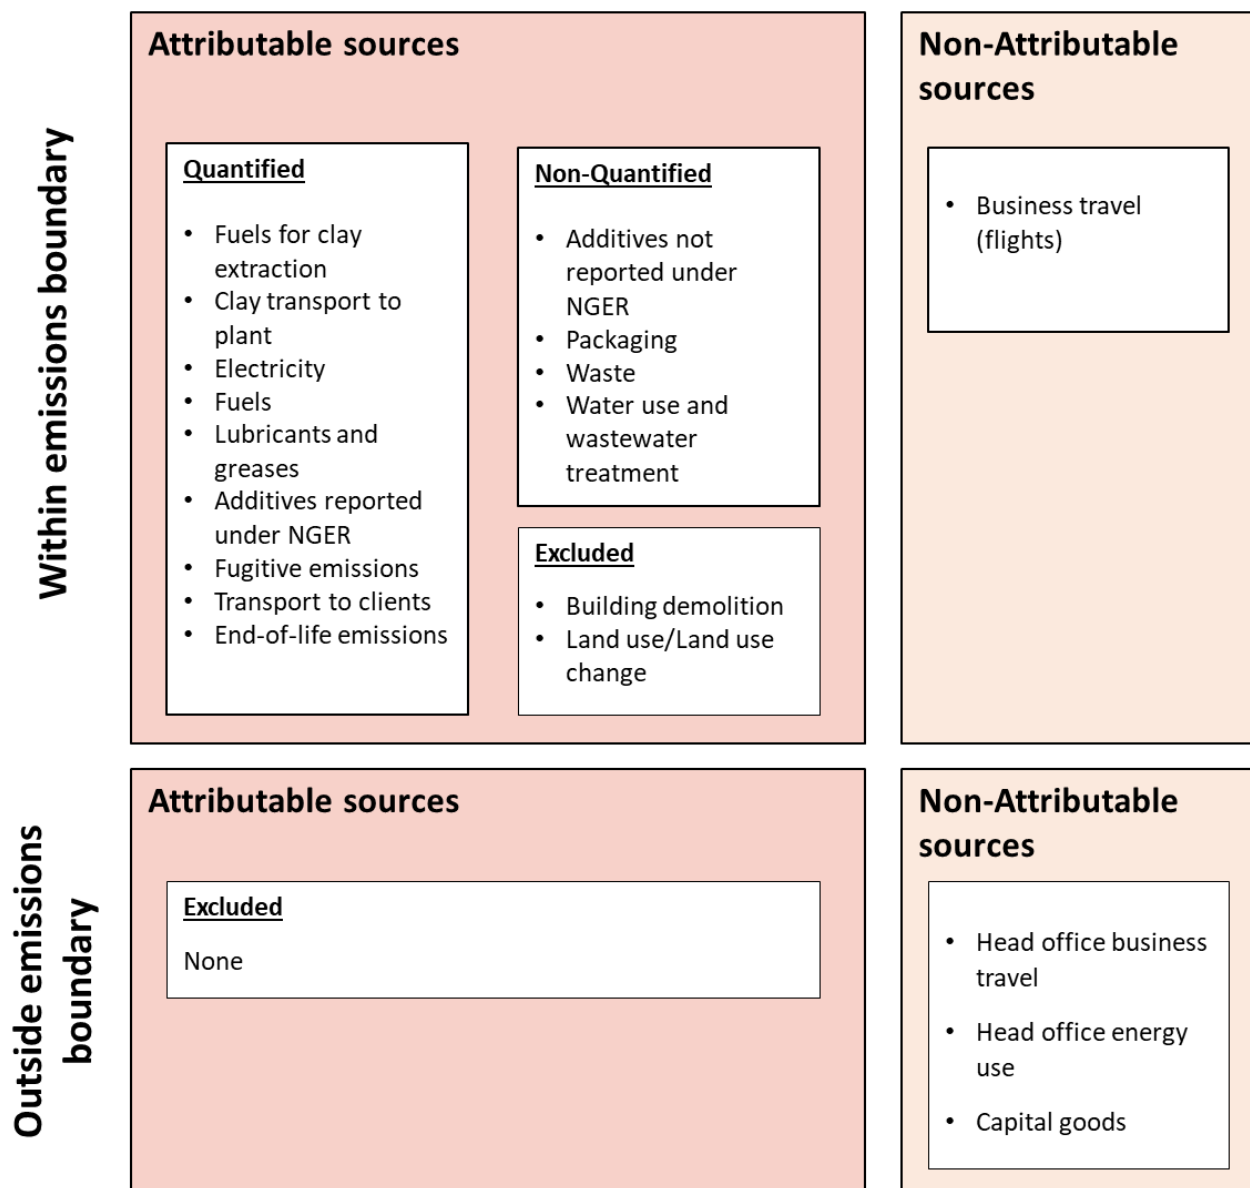 Within emissions boundary
Attributable sources
Quantified
• Fuels for clay
extraction
• Clay transport to
plant
• Electricity
• Fuels
• Lubricants and
greases
• Additives reported
under NGER
• Fugitive emissions
• Transport to clients
• End-of-life emissions
Non-Quantified
• Additives not
reported under
NGER
• Packaging
• Waste
• Water use and
wastewater
treatment
Excluded
• Building demolition
• Land use/Land use
change
Non-Attributable
sources
• Business travel
(flights)
Outside emissions
boundary
Attributable sources
Excluded
None
Non-Attributable
sources
• Head office business
travel
• Head office energy
use
• Capital goods